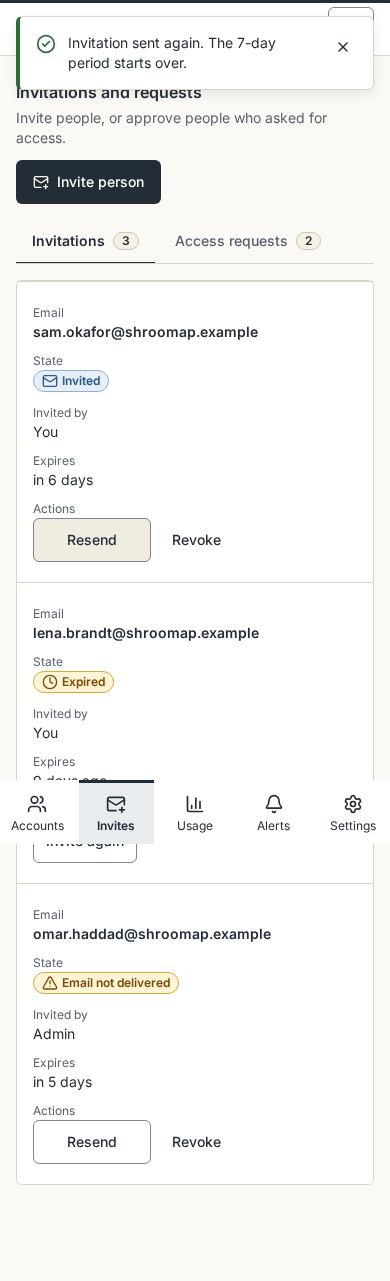 Invitation sent again. The 7-day
period starts over.
Invitations and requests
Invite people, or approve people who asked for
access.
Invite person
Invitations 3
Access requests 2
Email
sam.okafor@shroomap.example
State
Invited
Invited by
You
Expires
in 6 days
Actions
Resend
Revoke
Email
lena.brandt@shroomap.example
State
Expired
Invited by
You
Expires
Accounts
Invites
Usage
Alerts
Settings
Email
omar.haddad@shroomap.example
State
Email not delivered
Invited by
Admin
Expires
in 5 days
Actions
Resend
Revoke